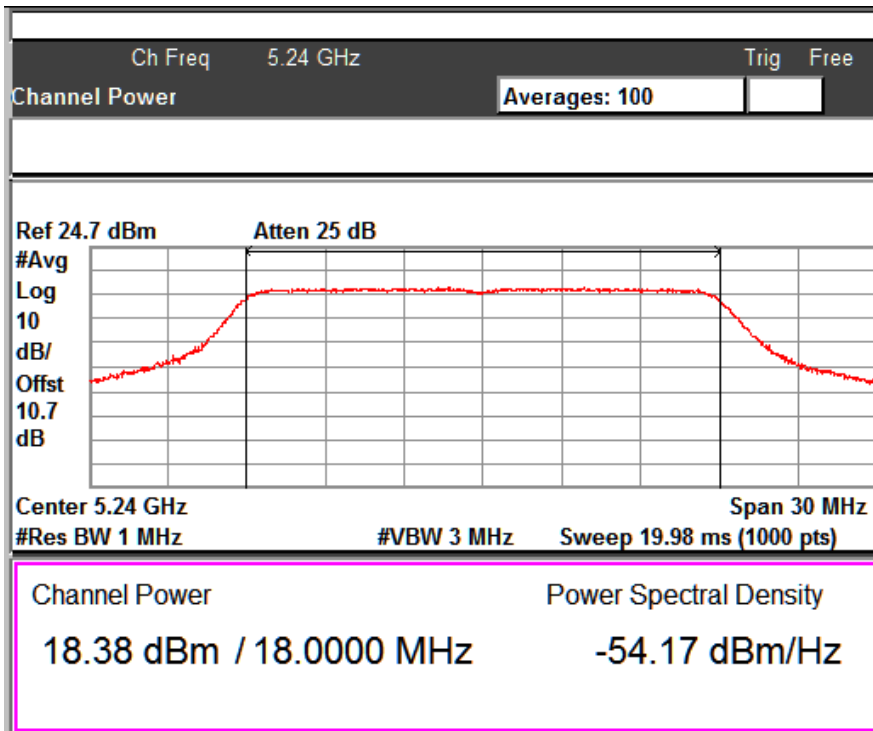 Ch Freq 5.24 GHz Trig Free
Channel Power Averages: 100
Ref 24.7 dBm Atten 25 dB
#Avg
Log
10
dB/
Offst
10.7
dB
Center 5.24 GHz Span 30 MHz
#Res BW 1 MHz #VBW 3 MHz Sweep 19.98 ms (1000 pts)
Channel Power Power Spectral Density
18.38 dBm / 18.0000 MHz -54.17 dBm/Hz